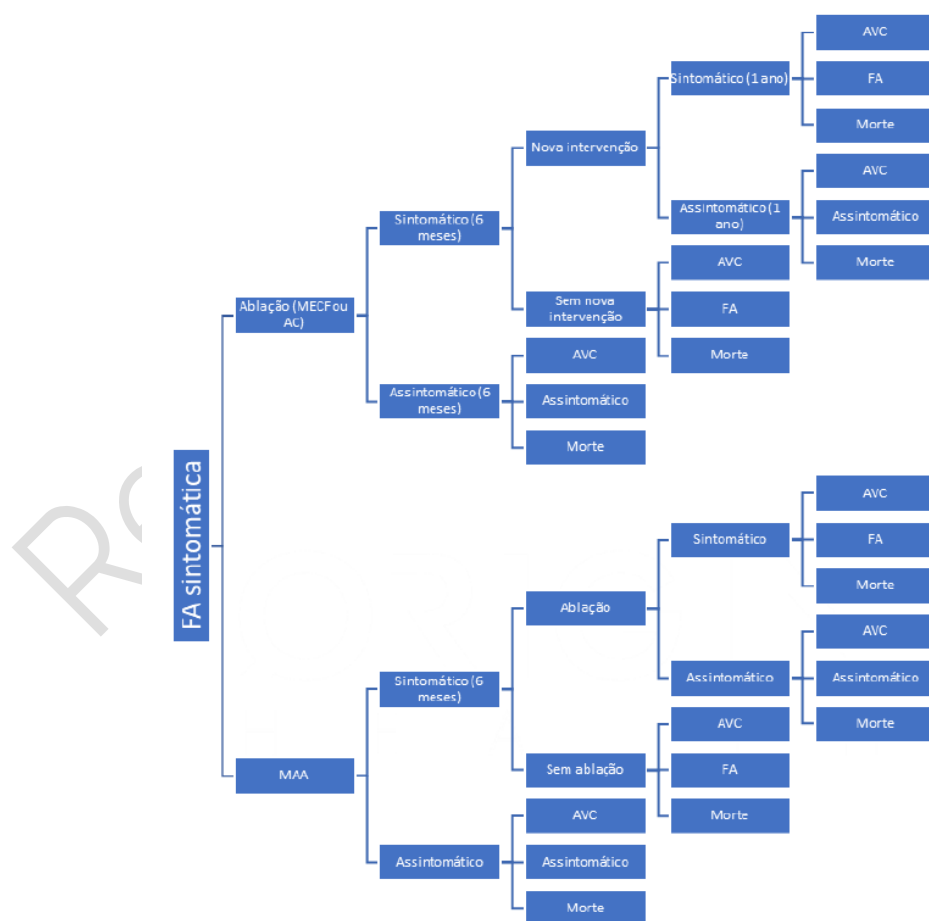 AVC
Sintomático (1 ano)
FA
Morte
Nova intervenção
AVC
Assintomático (1
ano)
Assintomático
Morte
Sintomático (6
meses)
AVC
Sem nova
intervenção
FA
Morte
Ablação (MECFou
AC)
AVC
Assintomático (6
meses)
Assintomático
Morte
FA sintomática
AVC
Sintomático
FA
Morte
Ablação
AVC
Assintomático
Assintomático
Morte
Sintomático (6
meses)
AVC
Sem ablação
FA
Morte
MAA
AVC
Assintomático
Assintomático
Morte